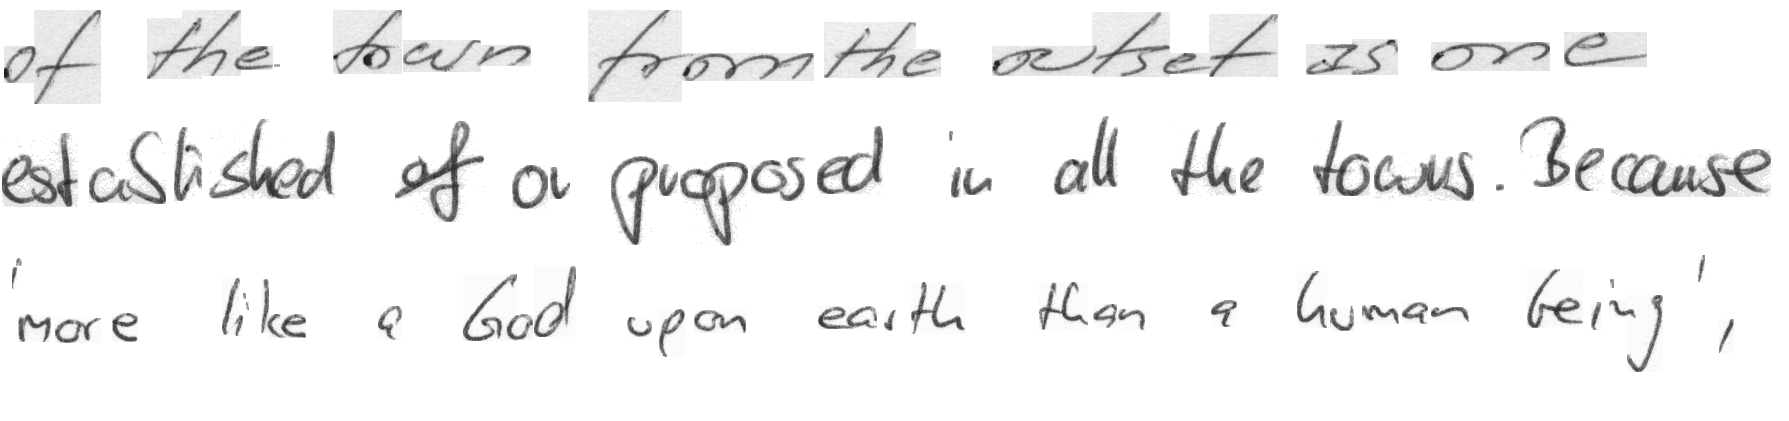 of the town from the outset as one
established of or proposed in all the towns. Because
'more like a God upon earth than a human being',